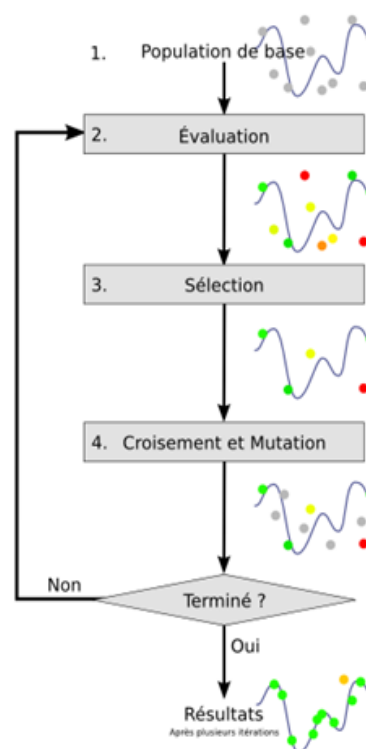 1. Population de base
2. Évaluation
3. Sélection
4. Croisement et Mutation
Non
Terminé ?
Oui
Résultats
Après plusieurs itérations